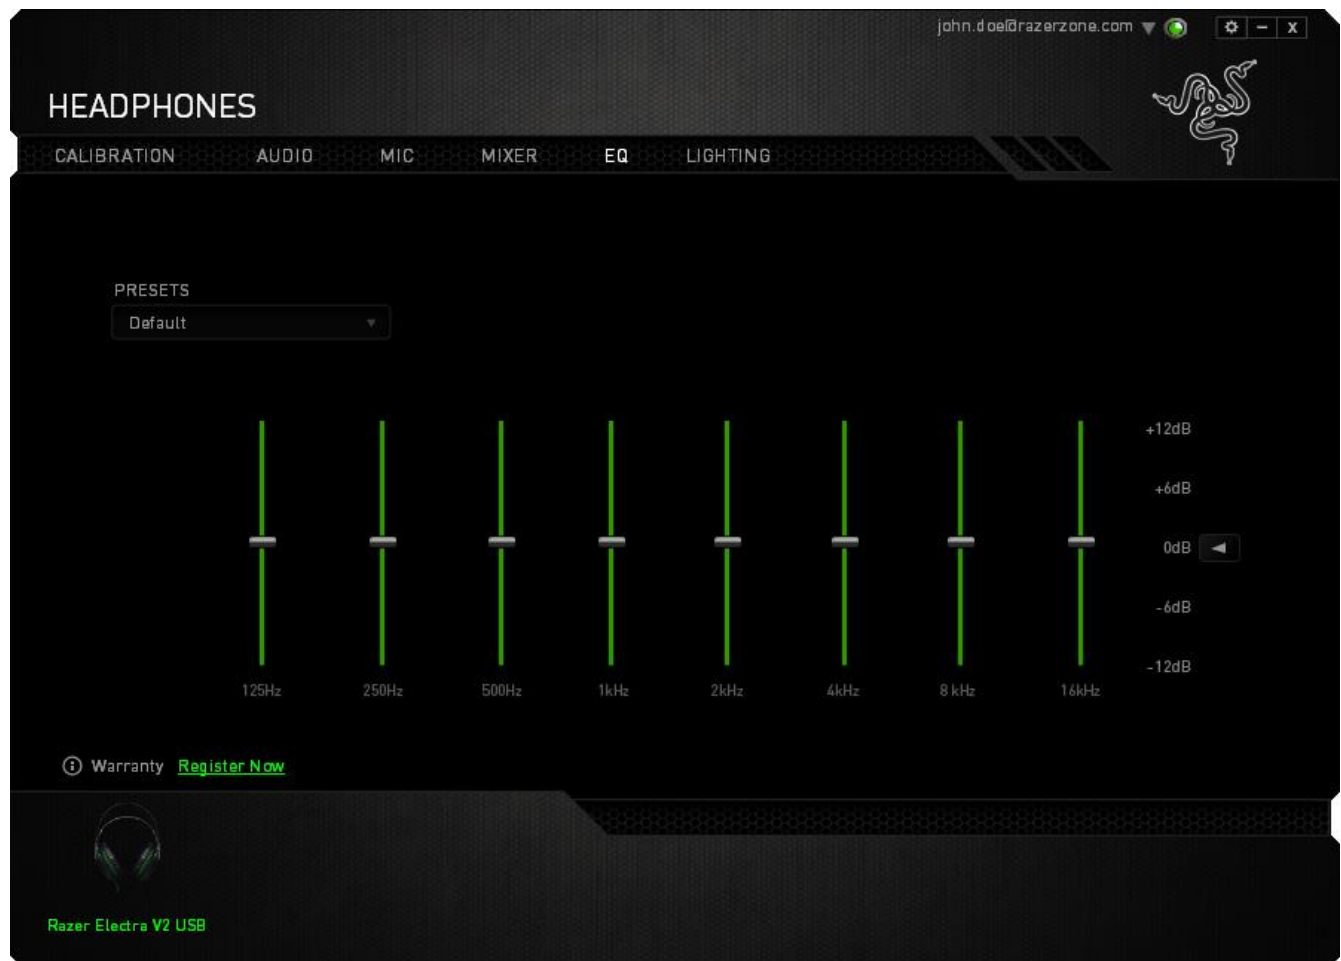 john.doe@razerzone.com
X
HEADPHONES
CALIBRATION AUDIO MIC MIXER EQ LIGHTING
PRESETS
Default
+12dB
+6dB
0dB
-6dB
-12dB
125Hz 250Hz 500Hz 1kHz 2kHz 4kHz 8 kHz 16kHz
Warranty Register Now
Razer Electra V2 USB